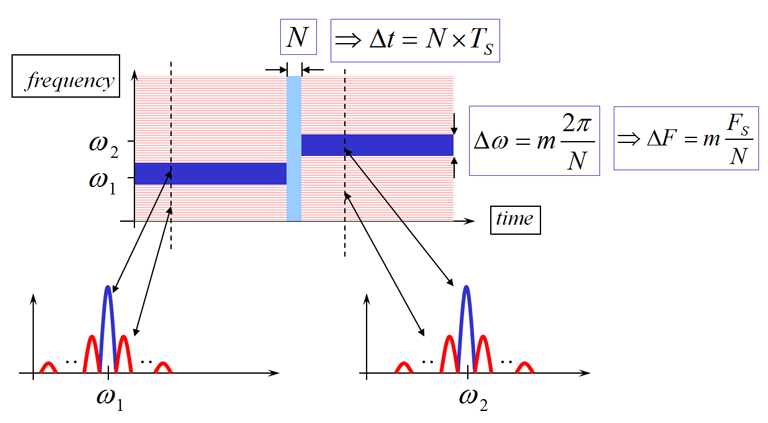 N ⇒ Δt = N × T_S
frequency
ω₂
Δω = m 2π/N ⇒ ΔF = m F_S/N
ω₁
time
.. ..
.. ..
ω₁
ω₂